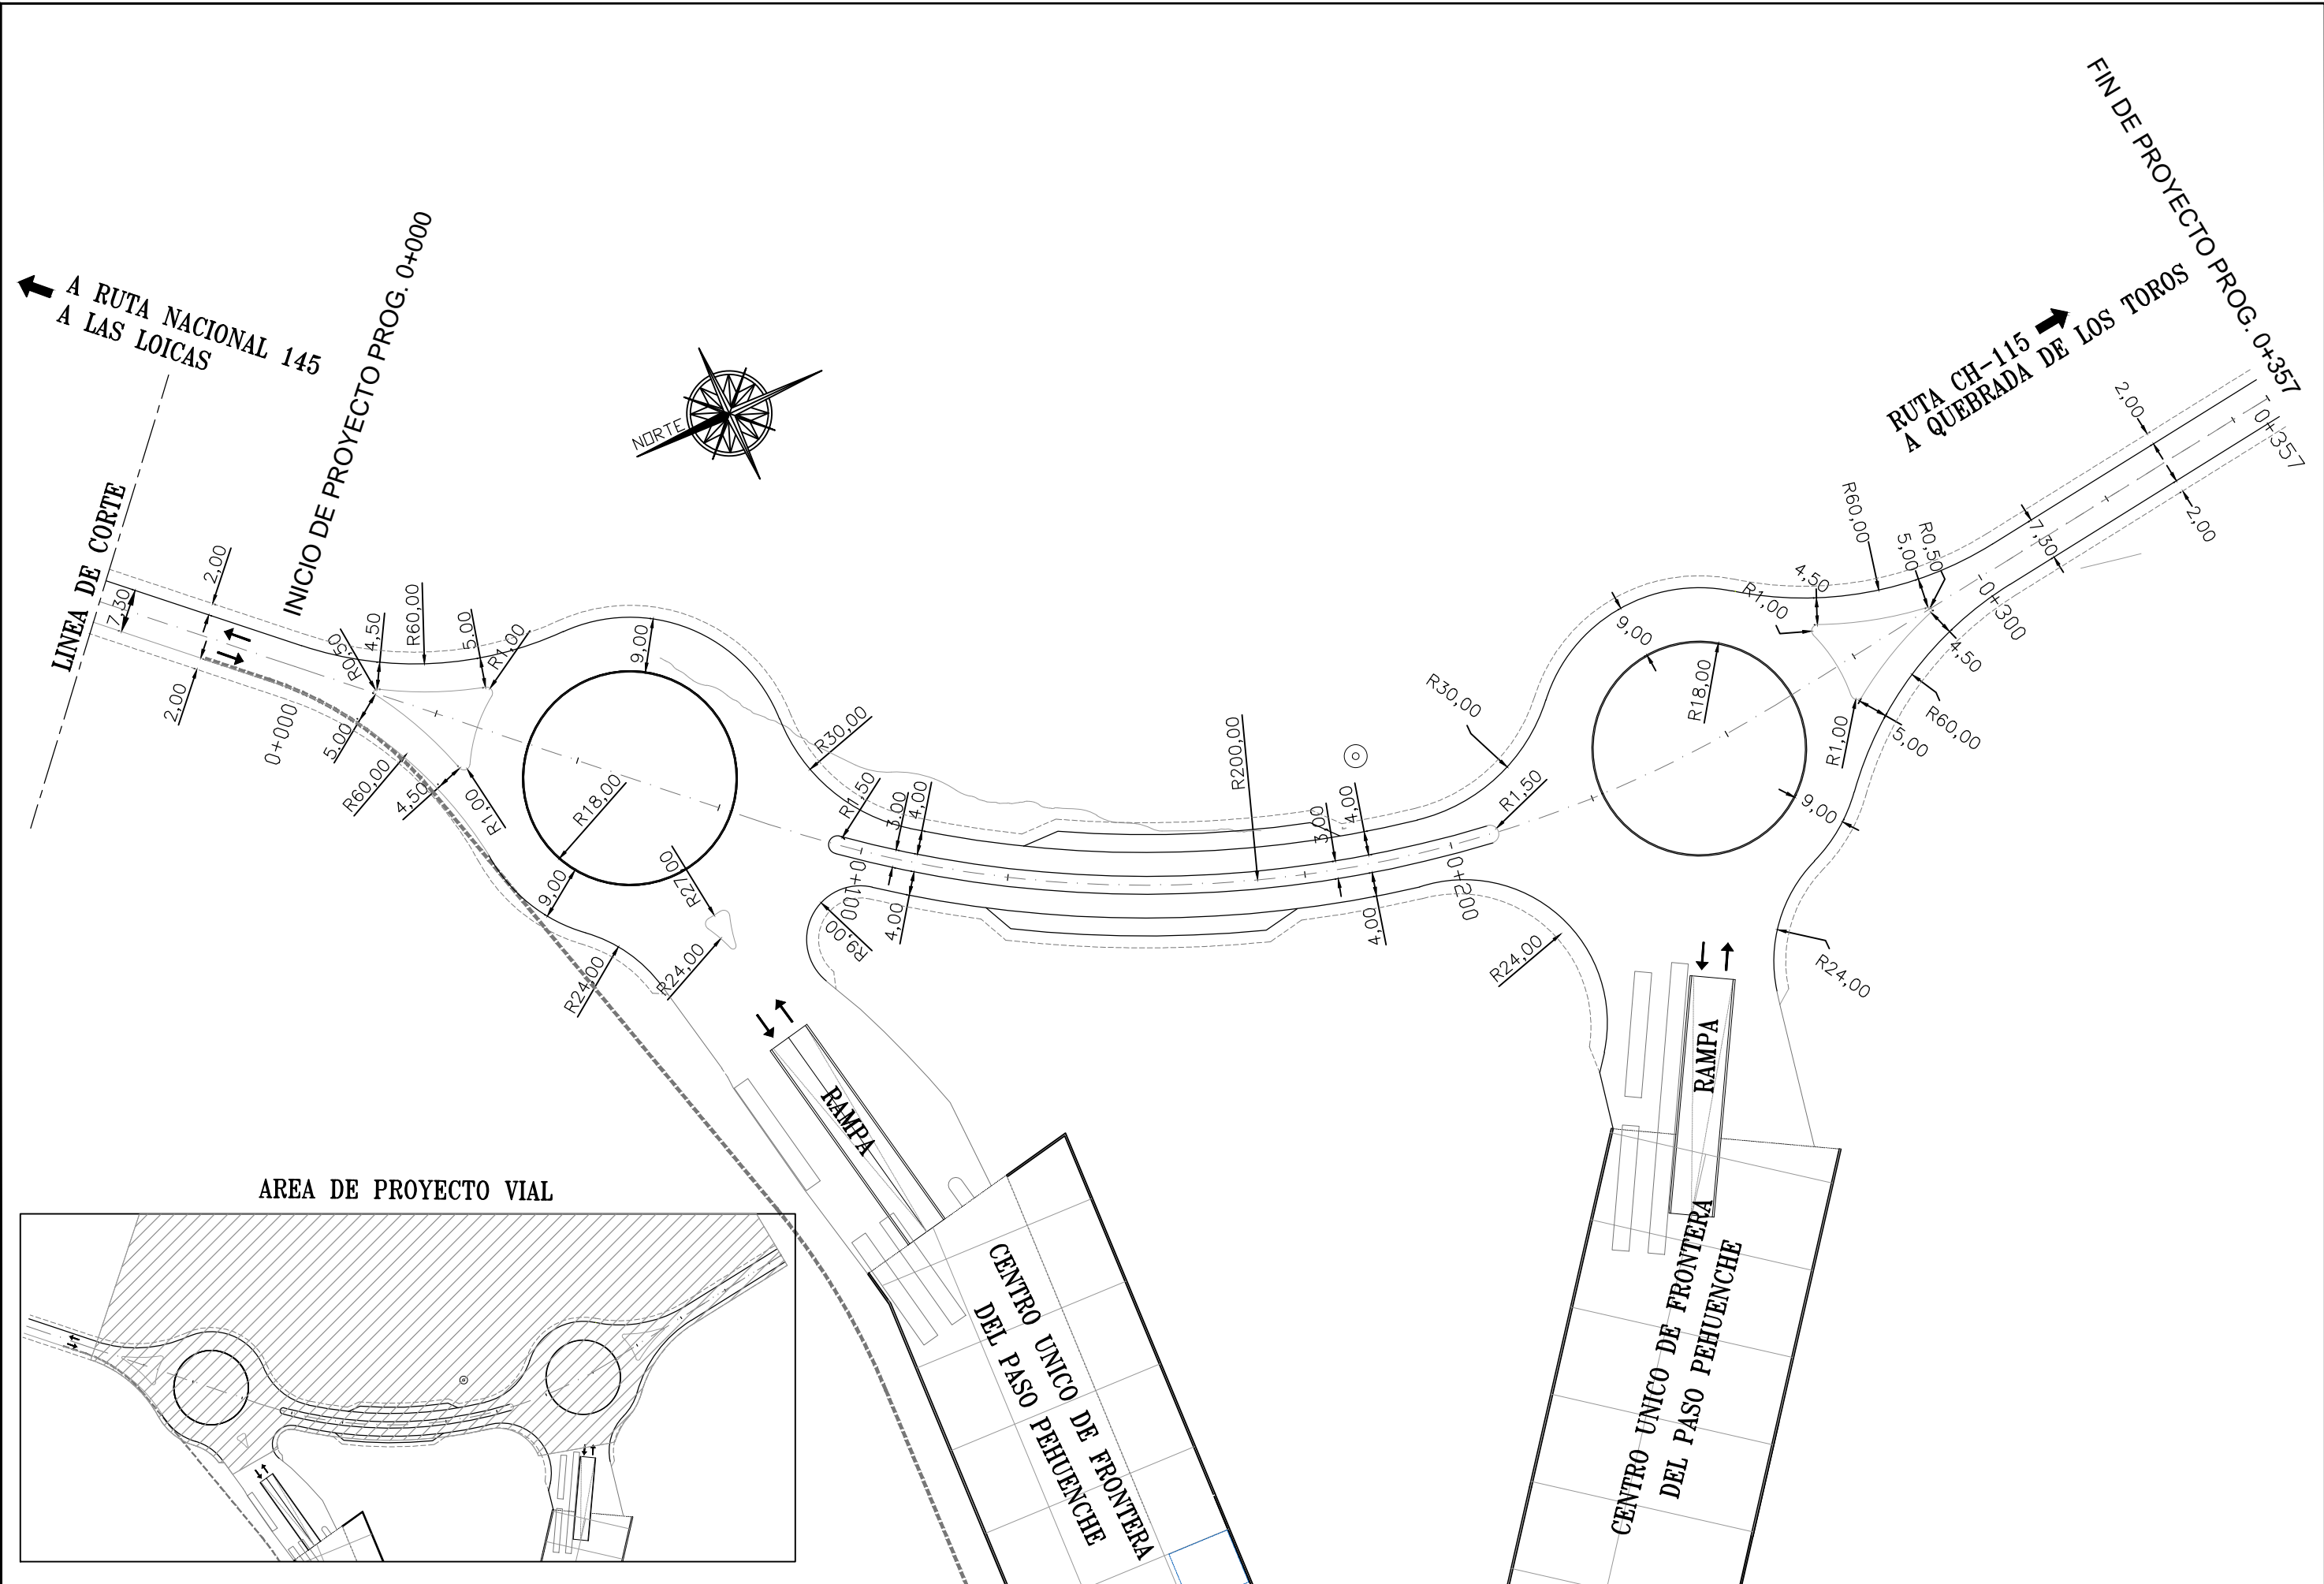 A RUTA NACIONAL 145
A LAS LOICAS
LINEA DE CORTE
INICIO DE PROYECTO PROG. 0+000
NORTE
RUTA CH-115
A QUEBRADA DE LOS TOROS
FIN DE PROYECTO PROG. 0+357
0+357
2,00
2,00
7,30
R60,00
R0,50
5,00
4,50
R1,00
0+300
4,50
R60,00
5,00
R1,00
9,00
R18,00
9,00
R30,00
R1,50
4,00
3,00
R200,00
0+200
4,00
R24,00
R24,00
7,30
2,00
2,00
0+000
R0,50
4,50
R60,00
5,00
R1,00
5,00
R60,00
4,50
R1,00
9,00
R18,00
9,00
R30,00
R1,50
3,00
4,00
0+100
4,00
R9,00
R27,00
R24,00
R24,00
RAMPA
RAMPA
CENTRO UNICO DE FRONTERA
DEL PASO PEHUENCHE
CENTRO UNICO DE FRONTERA
DEL PASO PEHUENCHE
AREA DE PROYECTO VIAL